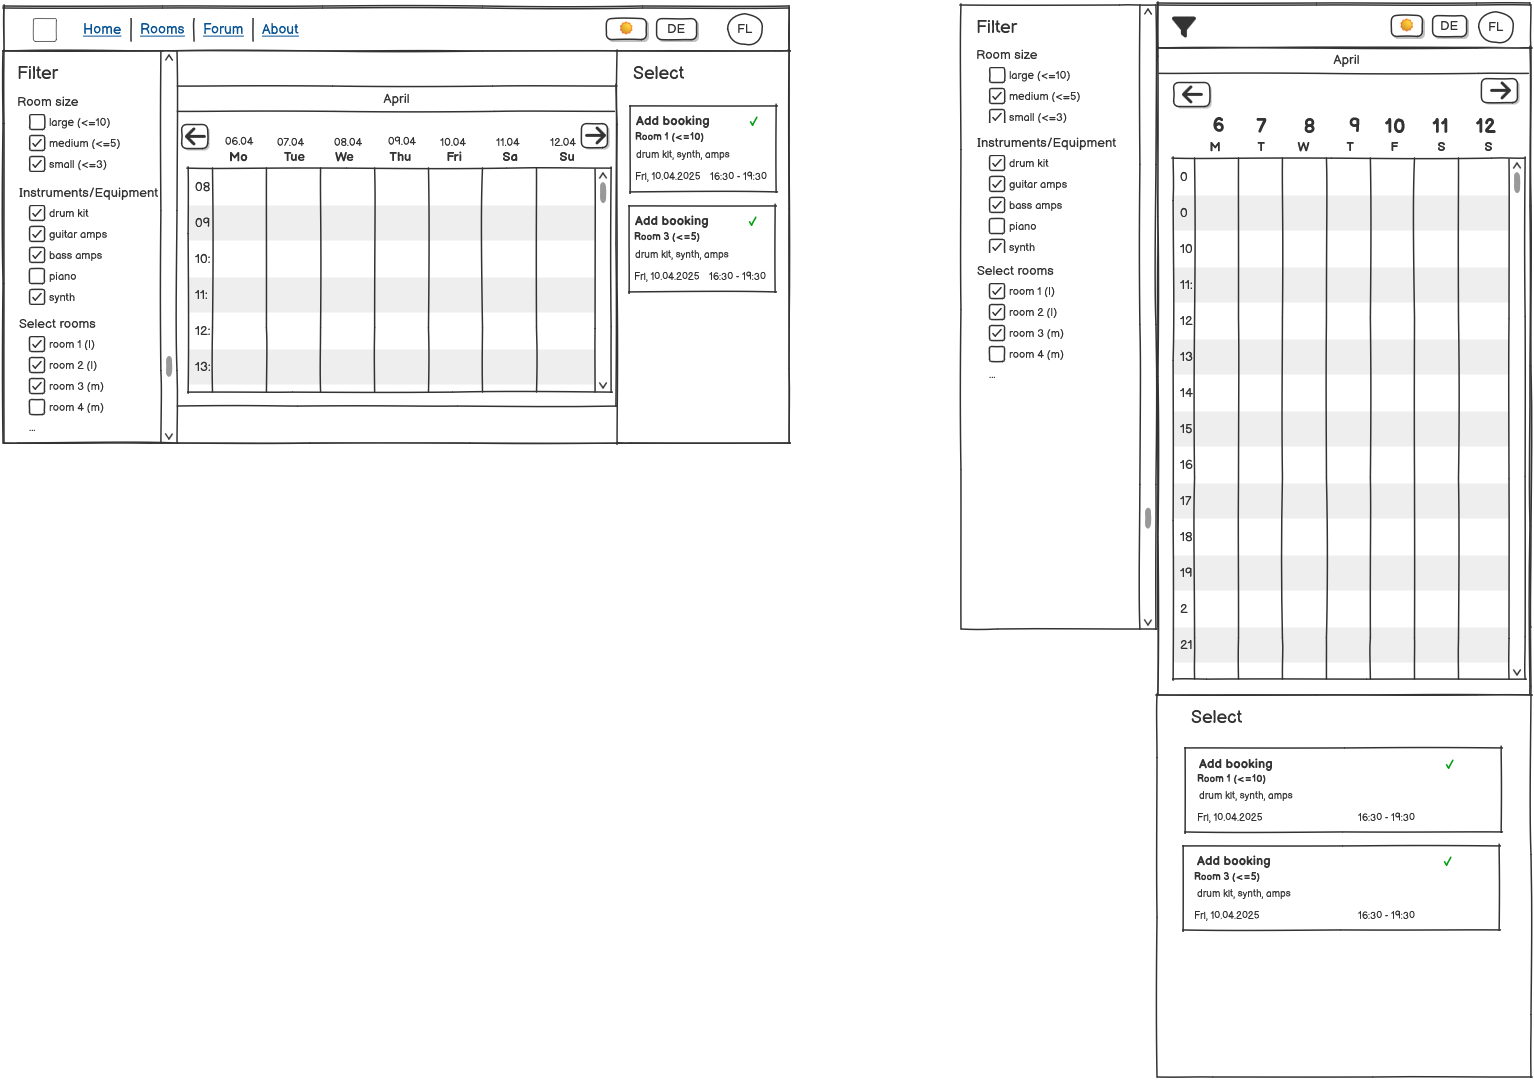 Home Rooms Forum About DE FL
Filter
Room size
large (<=10)
medium (<=5)
small (<=3)
Instruments/Equipment
drum kit
guitar amps
bass amps
piano
synth
Select rooms
room 1 (l)
room 2 (l)
room 3 (m)
room 4 (m)
...
April
06.04 07.04 08.04 09.04 10.04 11.04 12.04
Mo Tue We Thu Fri Sa Su
08
09
10:
11:
12:
13:
Select
Add booking
Room 1 (<=10)
drum kit, synth, amps
Fri, 10.04.2025 16:30 - 19:30
Add booking
Room 3 (<=5)
drum kit, synth, amps
Fri, 10.04.2025 16:30 - 19:30
Filter
Room size
large (<=10)
medium (<=5)
small (<=3)
Instruments/Equipment
drum kit
guitar amps
bass amps
piano
synth
Select rooms
room 1 (l)
room 2 (l)
room 3 (m)
room 4 (m)
...
DE FL
April
6 7 8 9 10 11 12
M T W T F S S
0
0
10
11:
12
13
14
15
16
17
18
19
2
21
Select
Add booking
Room 1 (<=10)
drum kit, synth, amps
Fri, 10.04.2025 16:30 - 19:30
Add booking
Room 3 (<=5)
drum kit, synth, amps
Fri, 10.04.2025 16:30 - 19:30